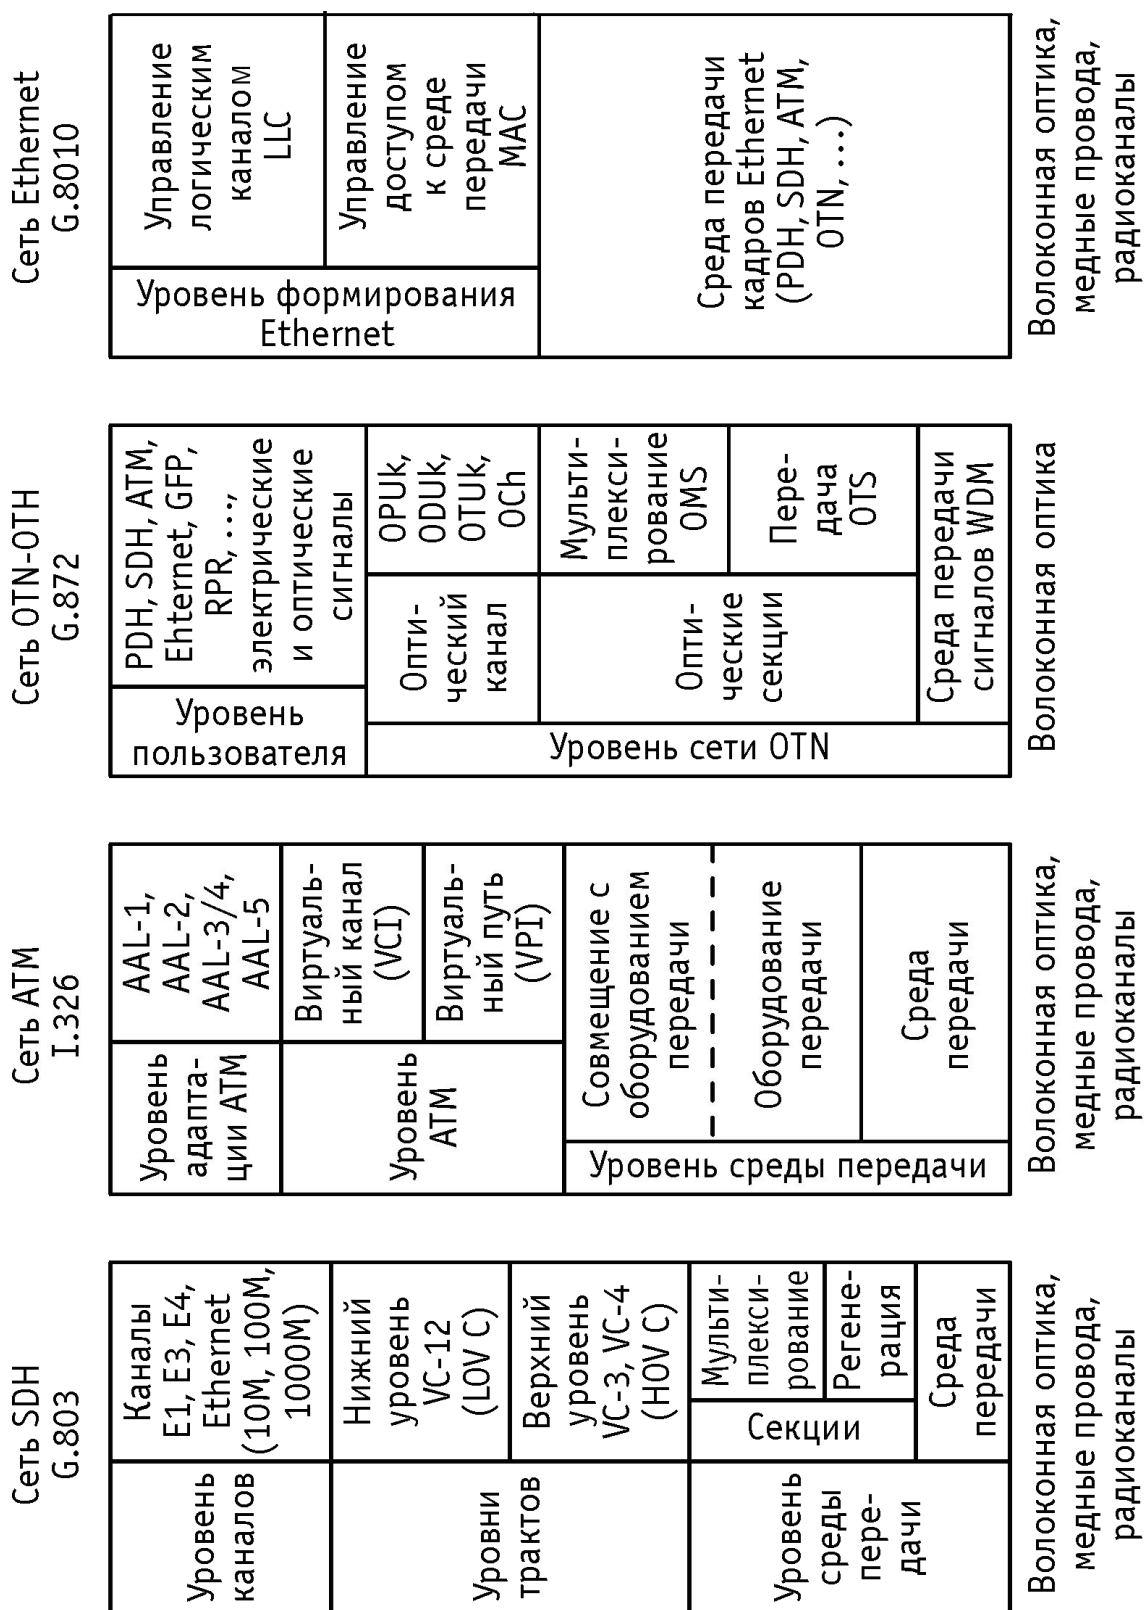 Сеть SDH
G.803
Уровень
каналов
Каналы
E1, E3, E4,
Ethernet
(10M, 100M,
1000M)
Уровни
трактов
Нижний
уровень
VC-12
(LOV C)
Верхний
уровень
VC-3, VC-4
(HOV C)
Уровень
среды
пере-
дачи
Секции
Мульти-
плекси-
рование
Регене-
рация
Среда
передачи
Волоконная оптика,
медные провода,
радиоканалы
Сеть ATM
I.326
Уровень
адапта-
ции ATM
AAL-1,
AAL-2,
AAL-3/4,
AAL-5
Уровень
ATM
Виртуаль-
ный канал
(VCI)
Виртуаль-
ный путь
(VPI)
Совмещение с
оборудованием
передачи
Оборудование
передачи
Среда
передачи
Уровень среды передачи
Волоконная оптика,
медные провода,
радиоканалы
Сеть OTN-OTH
G.872
Уровень
пользователя
PDH, SDH, ATM,
Ehternet, GFP,
RPR, ...,
электрические
и оптические
сигналы
Уровень сети OTN
Опти-
ческий
канал
OPUk,
ODUk,
OTUk,
OCh
Опти-
ческие
секции
Мульти-
плекси-
рование
OMS
Пере-
дача
OTS
Среда передачи
сигналов WDM
Волоконная оптика
Сеть Ethernet
G.8010
Уровень формирования
Ethernet
Управление
логическим
каналом
LLC
Управление
доступом
к среде
передачи
MAC
Среда передачи
кадров Ethernet
(PDH, SDH, ATM,
OTN, ...)
Волоконная оптика,
медные провода,
радиоканалы